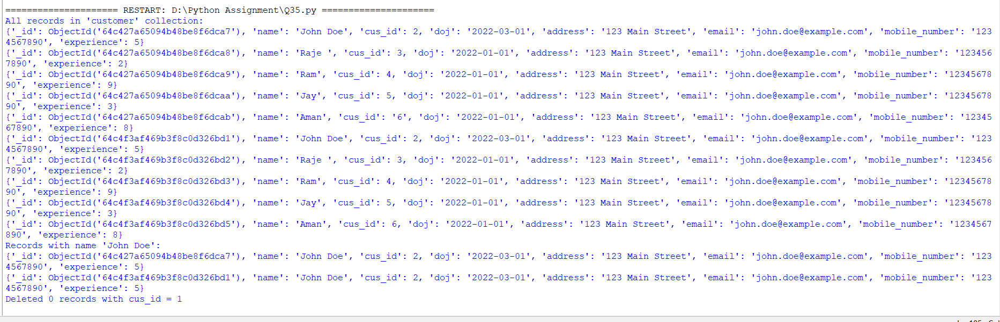 ===================== RESTART: D:\Python Assignment\Q35.py =====================
All records in 'customer' collection:
{'_id': ObjectId('64c427a65094b48be8f6dca7'), 'name': 'John Doe', 'cus_id': 2, 'doj': '2022-03-01', 'address': '123 Main Street', 'email': 'john.doe@example.com', 'mobile_number': '123
4567890', 'experience': 5}
{'_id': ObjectId('64c427a65094b48be8f6dca8'), 'name': 'Raje ', 'cus_id': 3, 'doj': '2022-01-01', 'address': '123 Main Street', 'email': 'john.doe@example.com', 'mobile_number': '123456
7890', 'experience': 2}
{'_id': ObjectId('64c427a65094b48be8f6dca9'), 'name': 'Ram', 'cus_id': 4, 'doj': '2022-01-01', 'address': '123 Main Street', 'email': 'john.doe@example.com', 'mobile_number': '12345678
90', 'experience': 9}
{'_id': ObjectId('64c427a65094b48be8f6dcaa'), 'name': 'Jay', 'cus_id': 5, 'doj': '2022-01-01', 'address': '123 Main Street', 'email': 'john.doe@example.com', 'mobile_number': '12345678
90', 'experience': 3}
{'_id': ObjectId('64c427a65094b48be8f6dcab'), 'name': 'Aman', 'cus_id': '6', 'doj': '2022-01-01', 'address': '123 Main Street', 'email': 'john.doe@example.com', 'mobile_number': '12345
67890', 'experience': 8}
{'_id': ObjectId('64c4f3af469b3f8c0d326bd1'), 'name': 'John Doe', 'cus_id': 2, 'doj': '2022-03-01', 'address': '123 Main Street', 'email': 'john.doe@example.com', 'mobile_number': '123
4567890', 'experience': 5}
{'_id': ObjectId('64c4f3af469b3f8c0d326bd2'), 'name': 'Raje ', 'cus_id': 3, 'doj': '2022-01-01', 'address': '123 Main Street', 'email': 'john.doe@example.com', 'mobile_number': '123456
7890', 'experience': 2}
{'_id': ObjectId('64c4f3af469b3f8c0d326bd3'), 'name': 'Ram', 'cus_id': 4, 'doj': '2022-01-01', 'address': '123 Main Street', 'email': 'john.doe@example.com', 'mobile_number': '12345678
90', 'experience': 9}
{'_id': ObjectId('64c4f3af469b3f8c0d326bd4'), 'name': 'Jay', 'cus_id': 5, 'doj': '2022-01-01', 'address': '123 Main Street', 'email': 'john.doe@example.com', 'mobile_number': '12345678
90', 'experience': 3}
{'_id': ObjectId('64c4f3af469b3f8c0d326bd5'), 'name': 'Aman', 'cus_id': 6, 'doj': '2022-01-01', 'address': '123 Main Street', 'email': 'john.doe@example.com', 'mobile_number': '1234567
890', 'experience': 8}
Records with name 'John Doe':
{'_id': ObjectId('64c427a65094b48be8f6dca7'), 'name': 'John Doe', 'cus_id': 2, 'doj': '2022-03-01', 'address': '123 Main Street', 'email': 'john.doe@example.com', 'mobile_number': '123
4567890', 'experience': 5}
{'_id': ObjectId('64c4f3af469b3f8c0d326bd1'), 'name': 'John Doe', 'cus_id': 2, 'doj': '2022-03-01', 'address': '123 Main Street', 'email': 'john.doe@example.com', 'mobile_number': '123
4567890', 'experience': 5}
Deleted 0 records with cus_id = 1